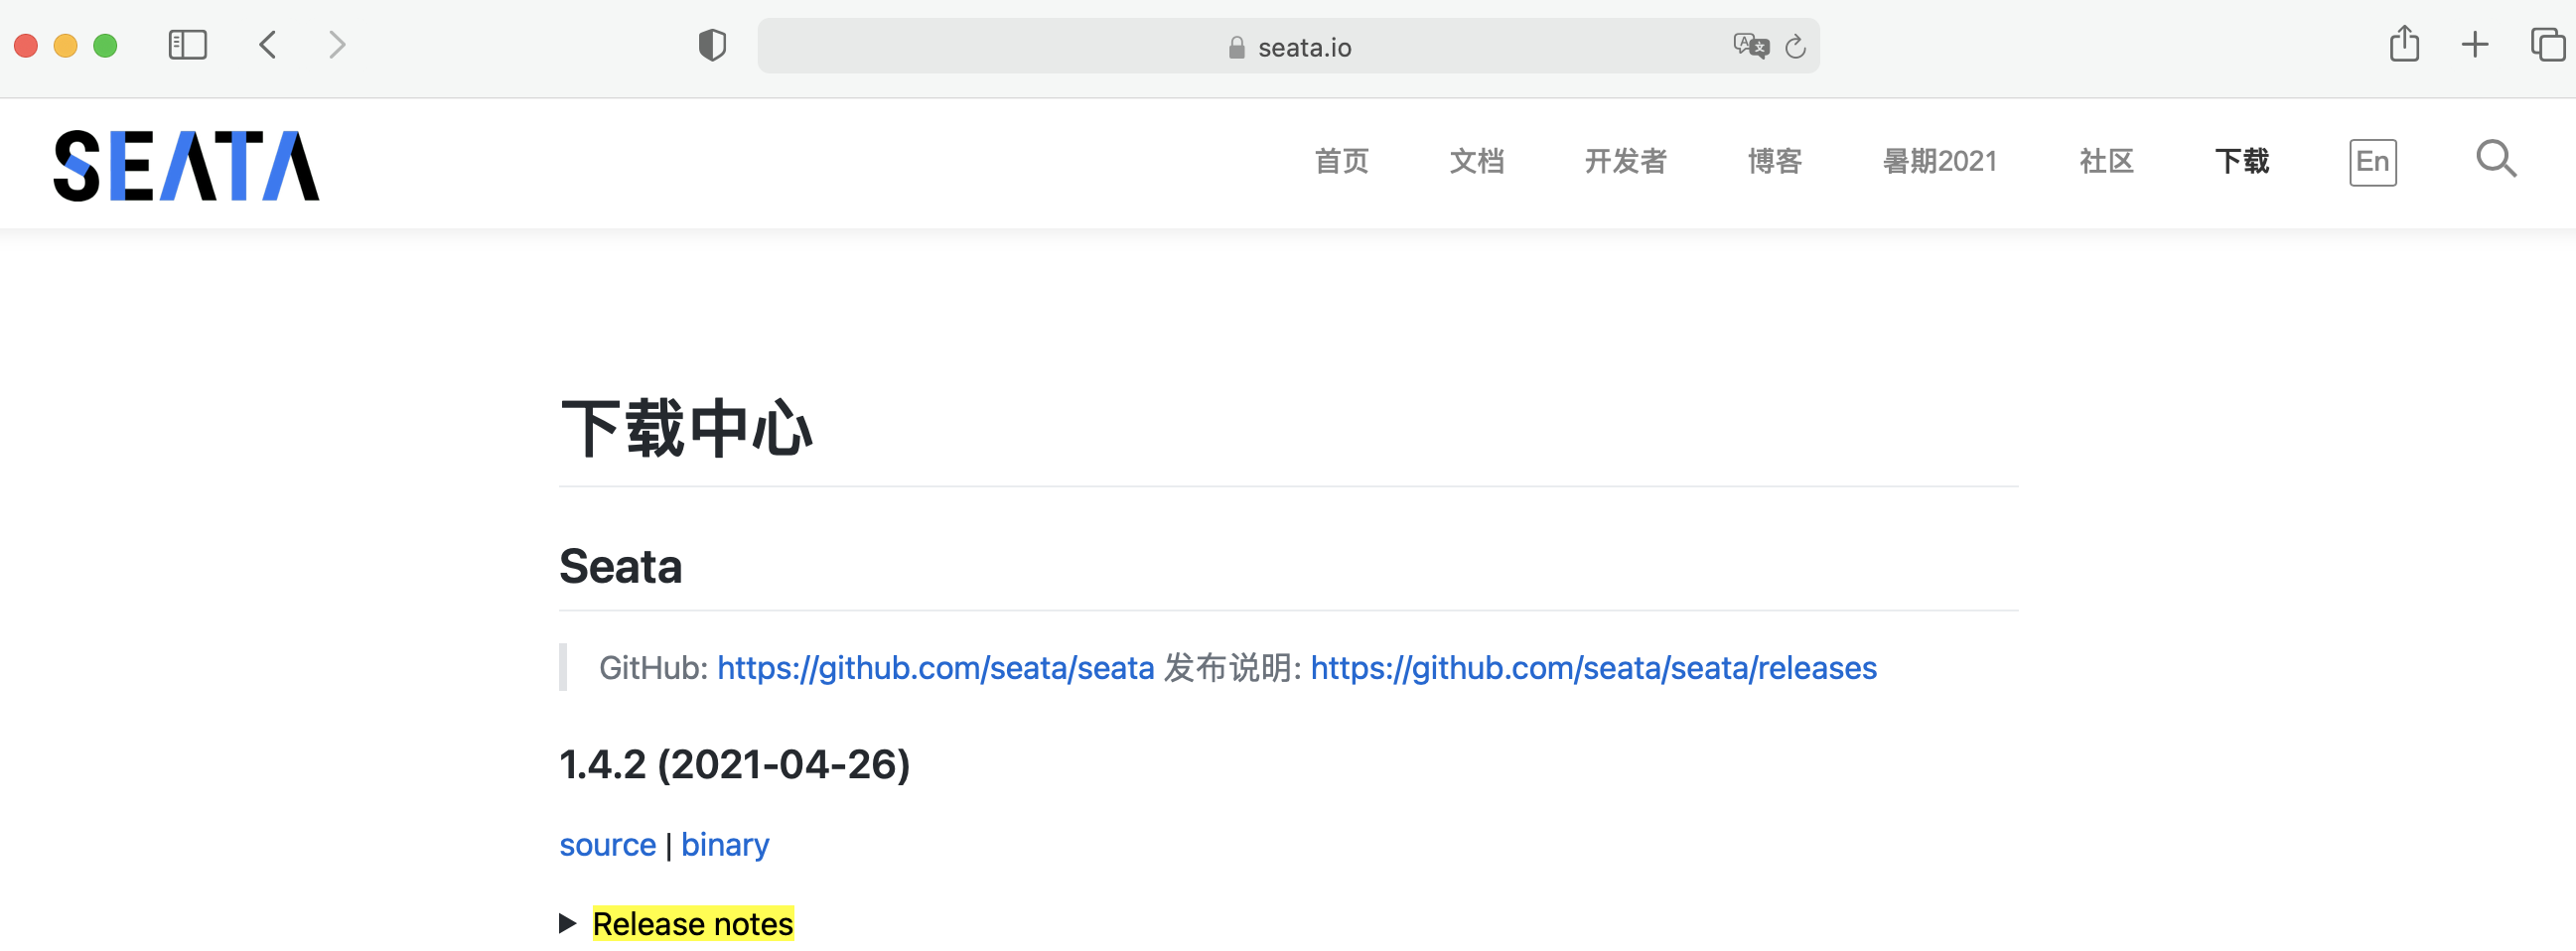 seata.io
SEATA
首页 文档 开发者 博客 暑期2021 社区 下载 En
下载中心
Seata
GitHub: https://github.com/seata/seata 发布说明: https://github.com/seata/seata/releases
1.4.2 (2021-04-26)
source | binary
Release notes